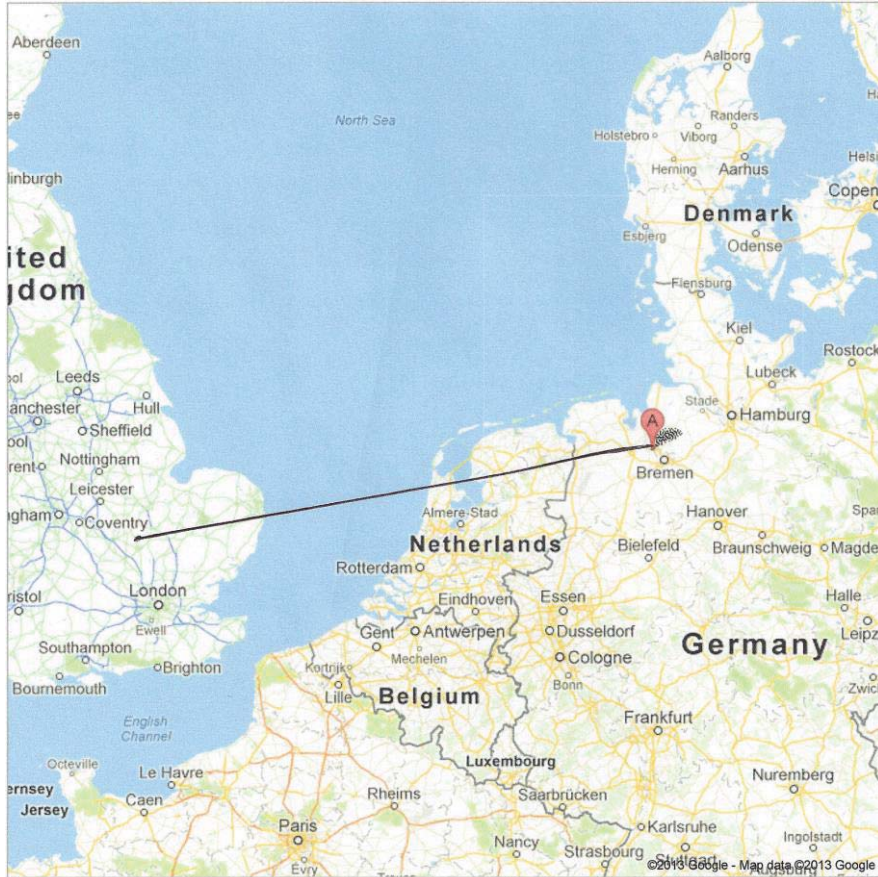 Aberdeen
Aalborg
North Sea
Randers
Viborg
Holstebro
Herning
Aarhus
Helsi
linburgh
Copen
Denmark
Esbjerg
Odense
ited
gdom
Flensburg
Kiel
Rostock
Leeds
Hull
Lubeck
Stade
Hamburg
anchester
ool
Sheffield
A
rent
Nottingham
Bremen
Leicester
ngham
Coventry
Almere-Stad
Hanover
Span
Netherlands
Bielefeld
Braunschweig
Magde
Rotterdam
London
Eindhoven
Essen
Halle
ristol
Ewell
Gent
Antwerpen
Dusseldorf
Leipz
Southampton
Brighton
Mechelen
Cologne
Germany
Bournemouth
Kortrijk
Lille
Belgium
Bonn
Zwic
English
Channel
Frankfurt
Octeville
Le Havre
Luxembourg
Nuremberg
ernsey
Jersey
Caen
Rheims
Saarbrücken
Paris
Karlsruhe
Nancy
Ingolstadt
Evry
Strasbourg
Stuttgart
Augsburg
©2013 Google - Map data ©2013 Google